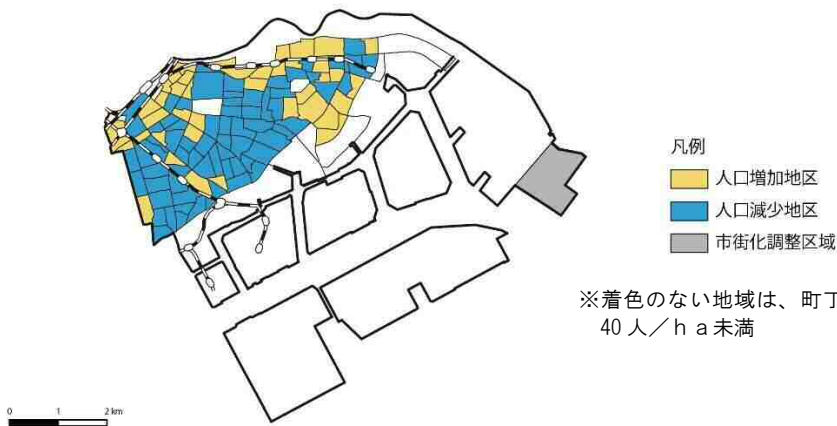 凡例
人口増加地区
人口減少地区
市街化調整区域
※着色のない地域は、町丁
40人／ｈａ未満
0 1 2 km